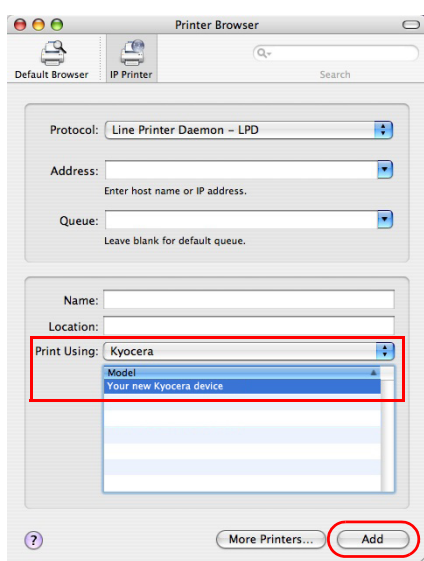 Printer Browser
Default Browser
IP Printer
Search
Protocol: Line Printer Daemon – LPD
Address:
Enter host name or IP address.
Queue:
Leave blank for default queue.
Name:
Location:
Print Using: Kyocera
Model
Your new Kyocera device
? More Printers... Add